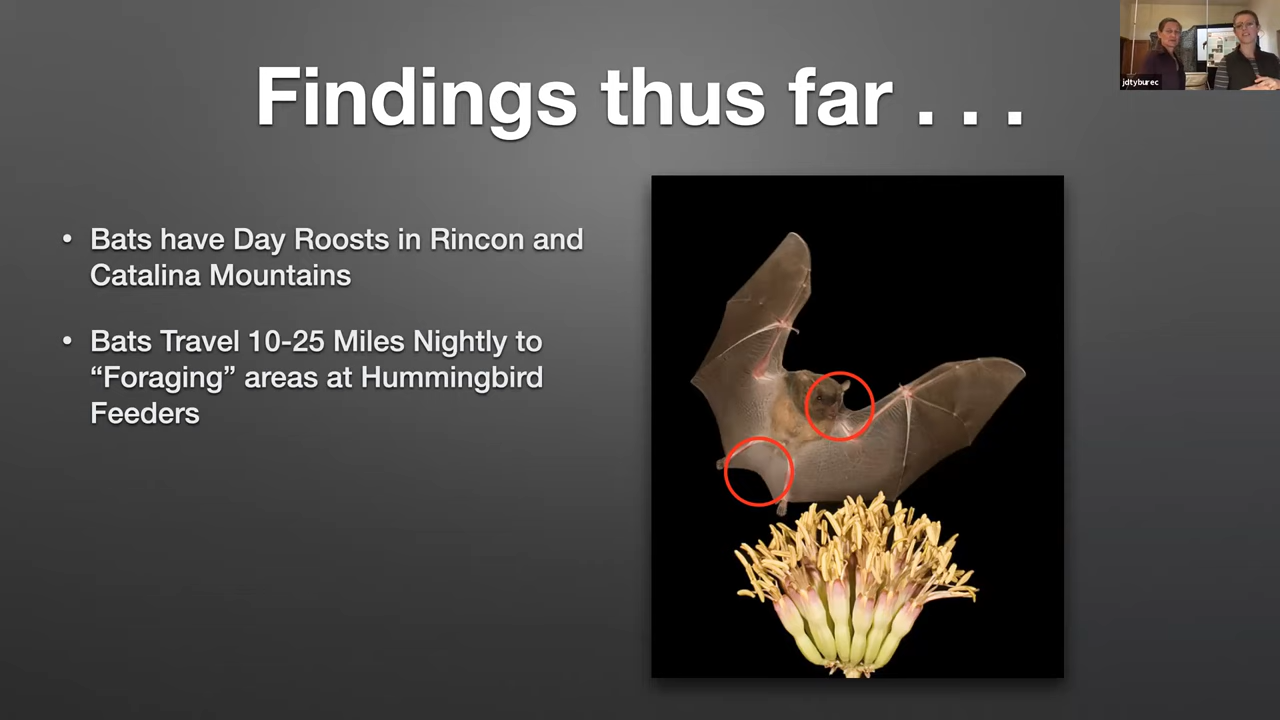 jdtyburec
Findings thus far . . .
• Bats have Day Roosts in Rincon and
Catalina Mountains
• Bats Travel 10-25 Miles Nightly to
“Foraging” areas at Hummingbird
Feeders